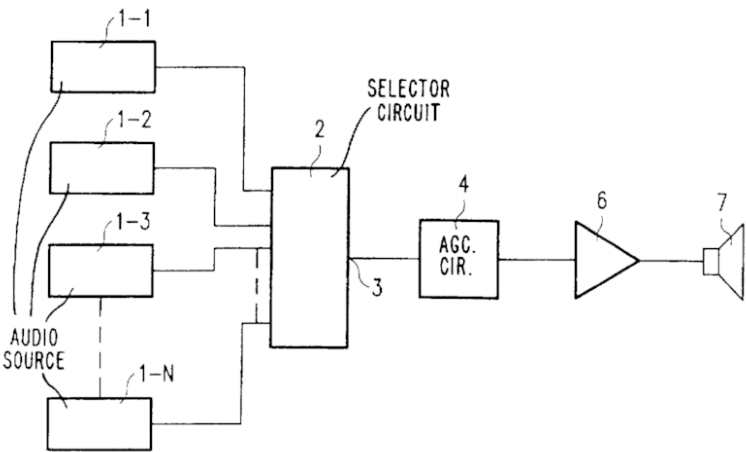 1-1
1-2
1-3
1-N
AUDIO
SOURCE
SELECTOR
CIRCUIT
2
3
4
AGC.
CIR.
6
7